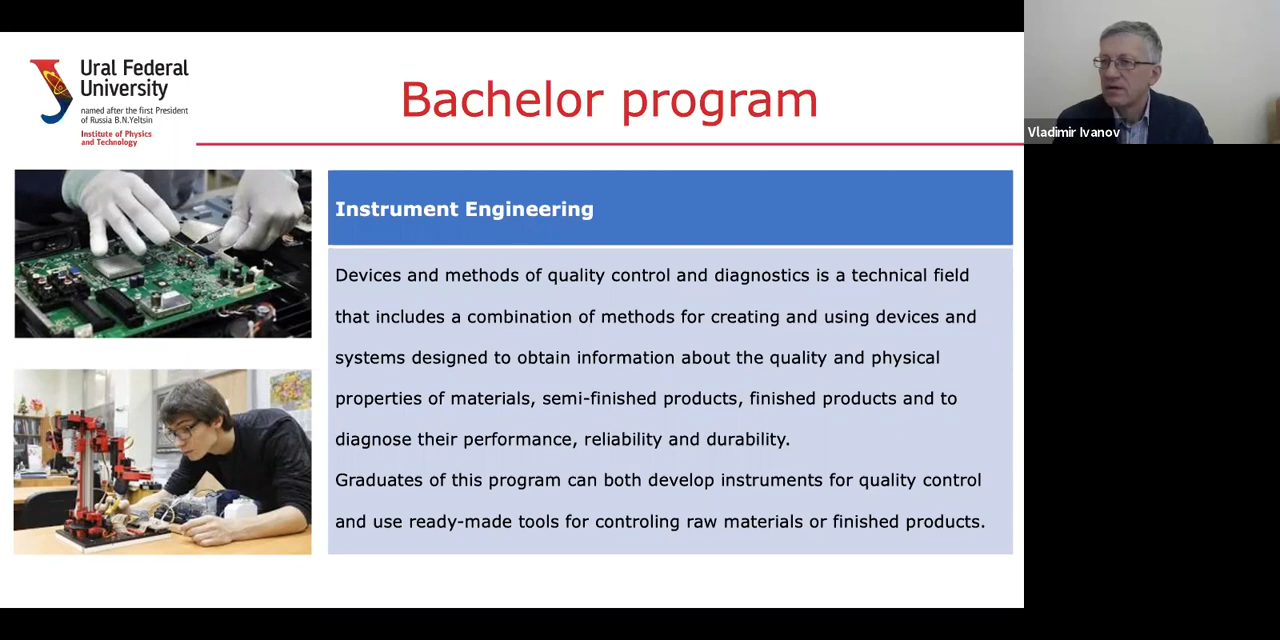 Ural Federal
University
named after the first President
of Russia B.N.Yeltsin
Institute of Physics
and Technology
Bachelor program
Vladimir Ivanov
Instrument Engineering
Devices and methods of quality control and diagnostics is a technical field
that includes a combination of methods for creating and using devices and
systems designed to obtain information about the quality and physical
properties of materials, semi-finished products, finished products and to
diagnose their performance, reliability and durability.
Graduates of this program can both develop instruments for quality control
and use ready-made tools for controling raw materials or finished products.